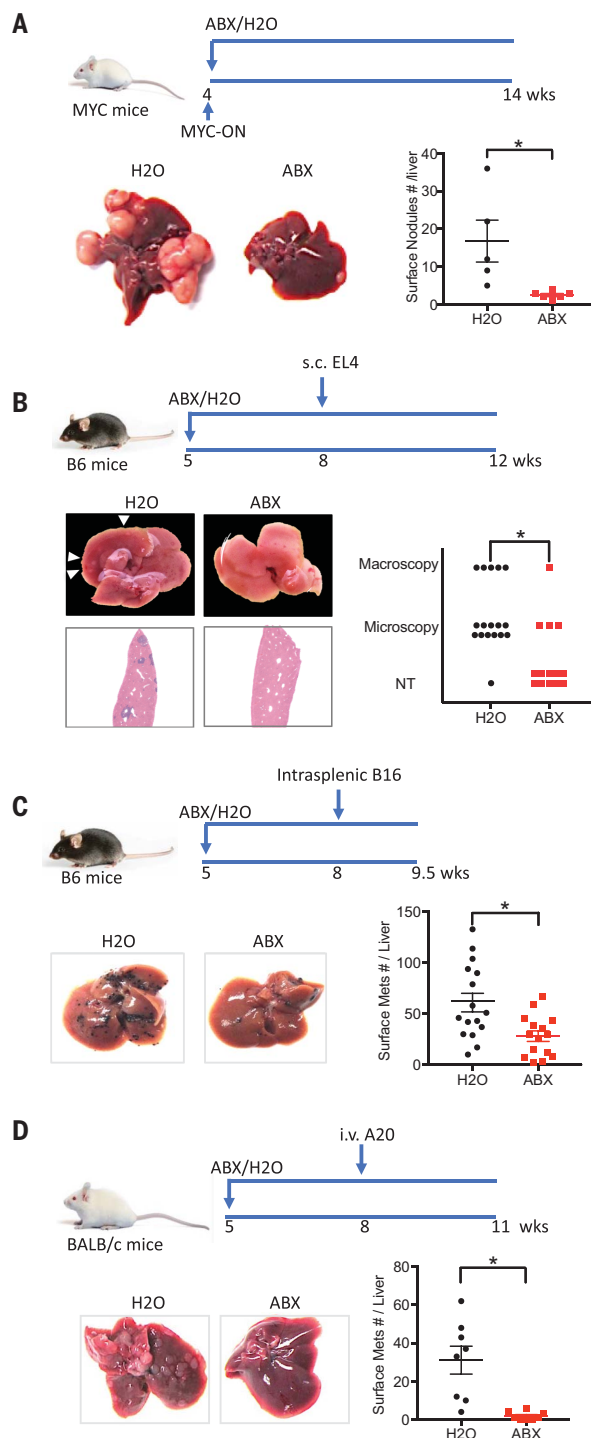 A
ABX/H2O
MYC mice
4
14 wks
MYC-ON
H2O
ABX
Surface Nodules # /liver
40
30
20
10
0
*
H2O
ABX
B
s.c. EL4
ABX/H2O
B6 mice
5
8
12 wks
H2O
ABX
*
Macroscopy
Microscopy
NT
H2O
ABX
C
Intrasplenic B16
ABX/H2O
B6 mice
5
8
9.5 wks
H2O
ABX
Surface Mets # / Liver
150
100
50
0
*
H2O
ABX
D
i.v. A20
ABX/H2O
BALB/c mice
5
8
11 wks
H2O
ABX
Surface Mets # / Liver
80
60
40
20
0
*
H2O
ABX